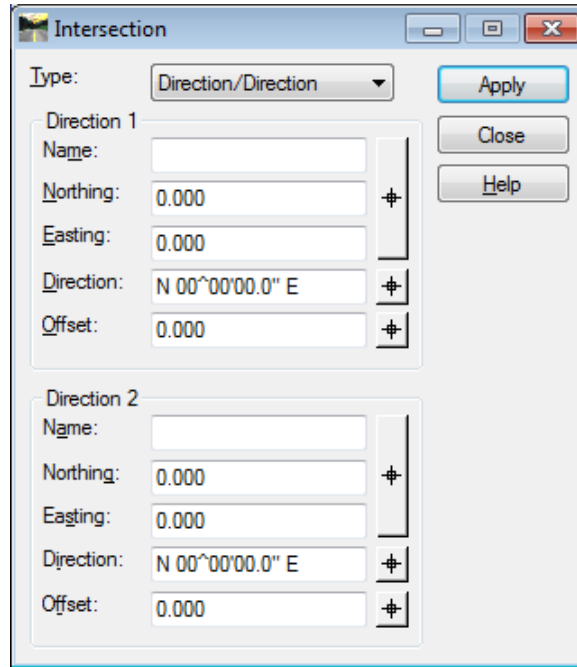 Intersection
Type: Direction/Direction Apply
Direction 1 Close
Name:
Northing: 0.000 Help
Easting: 0.000
Direction: N 00^00'00.0" E
Offset: 0.000
Direction 2
Name:
Northing: 0.000
Easting: 0.000
Direction: N 00^00'00.0" E
Offset: 0.000